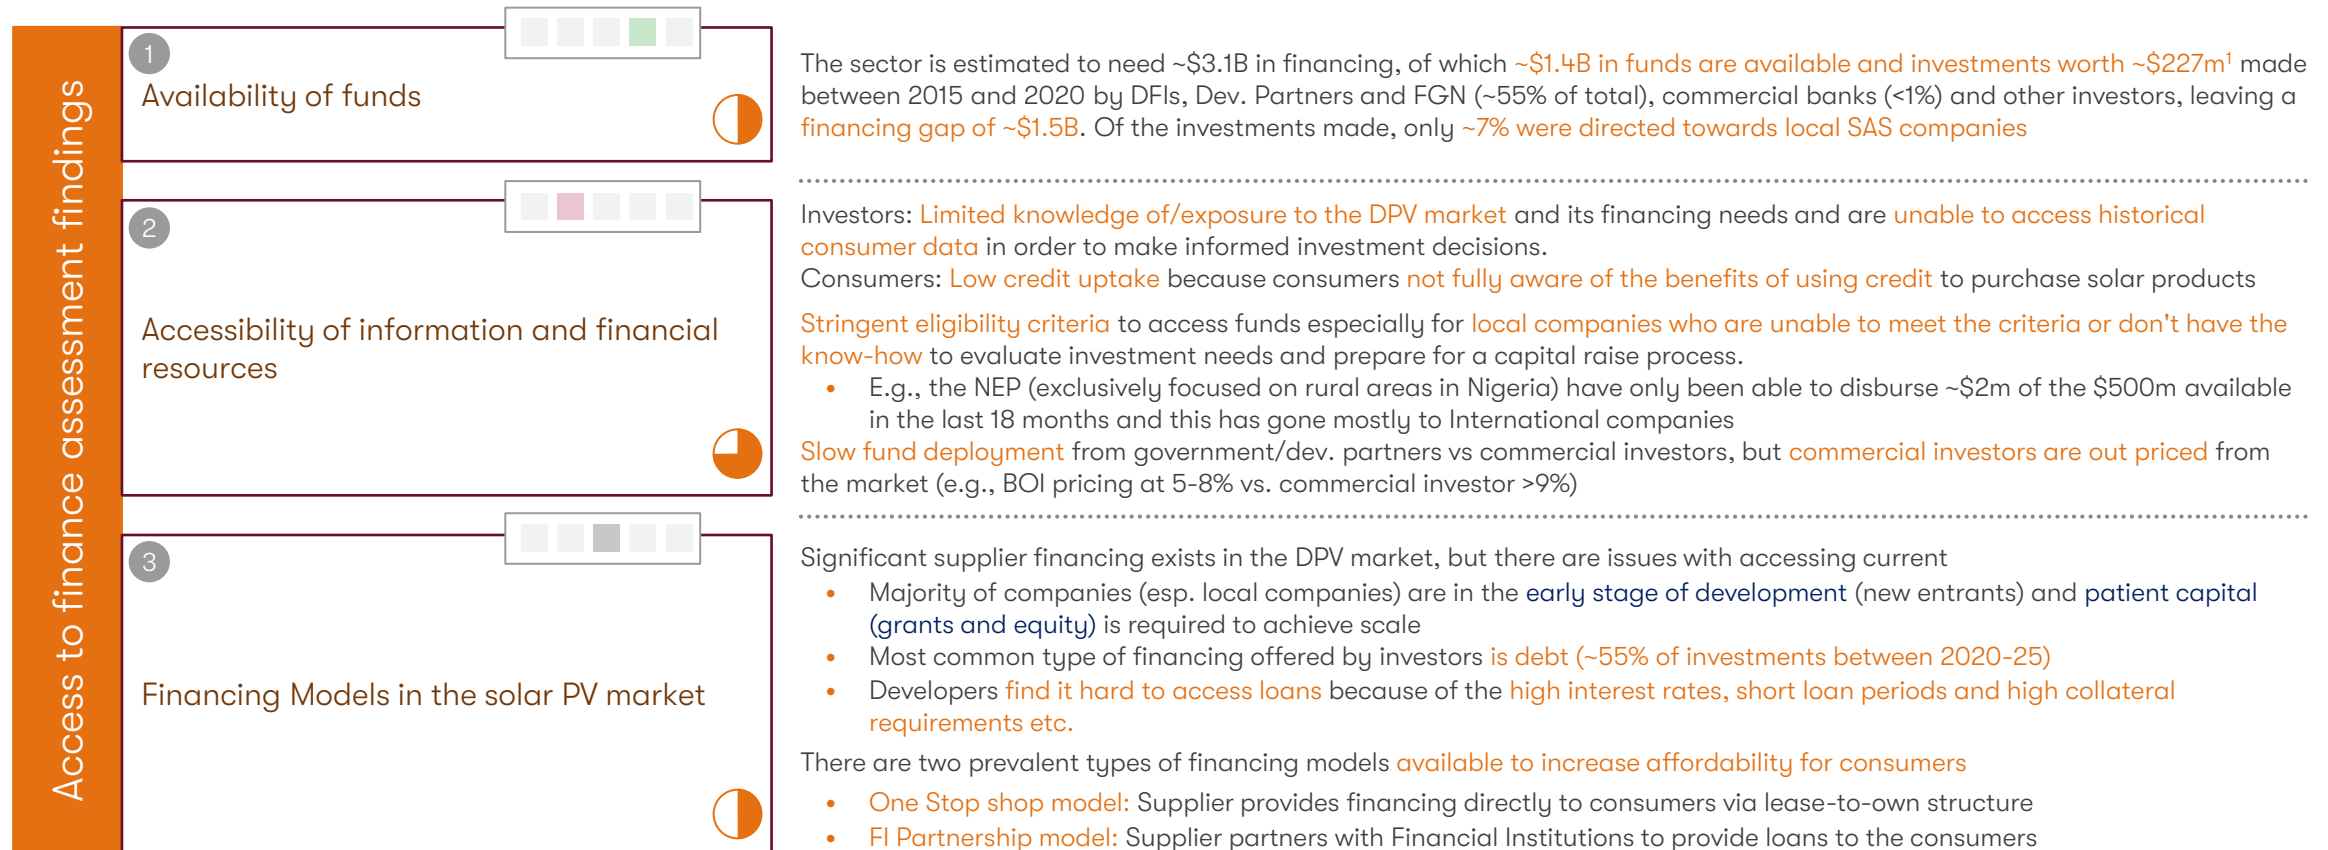 Access to finance assessment findings
1
Availability of funds
The sector is estimated to need ~$3.1B in financing, of which ~$1.4B in funds are available and investments worth ~$227m¹ made
between 2015 and 2020 by DFIs, Dev. Partners and FGN (~55% of total), commercial banks (<1%) and other investors, leaving a
financing gap of ~$1.5B. Of the investments made, only ~7% were directed towards local SAS companies
2
Accessibility of information and financial
resources
Investors: Limited knowledge of/exposure to the DPV market and its financing needs and are unable to access historical
consumer data in order to make informed investment decisions.
Consumers: Low credit uptake because consumers not fully aware of the benefits of using credit to purchase solar products
Stringent eligibility criteria to access funds especially for local companies who are unable to meet the criteria or don't have the
know-how to evaluate investment needs and prepare for a capital raise process.
• E.g., the NEP (exclusively focused on rural areas in Nigeria) have only been able to disburse ~$2m of the $500m available
in the last 18 months and this has gone mostly to International companies
Slow fund deployment from government/dev. partners vs commercial investors, but commercial investors are out priced from
the market (e.g., BOI pricing at 5-8% vs. commercial investor >9%)
3
Financing Models in the solar PV market
Significant supplier financing exists in the DPV market, but there are issues with accessing current
• Majority of companies (esp. local companies) are in the early stage of development (new entrants) and patient capital
(grants and equity) is required to achieve scale
• Most common type of financing offered by investors is debt (~55% of investments between 2020-25)
• Developers find it hard to access loans because of the high interest rates, short loan periods and high collateral
requirements etc.
There are two prevalent types of financing models available to increase affordability for consumers
• One Stop shop model: Supplier provides financing directly to consumers via lease-to-own structure
• FI Partnership model: Supplier partners with Financial Institutions to provide loans to the consumers